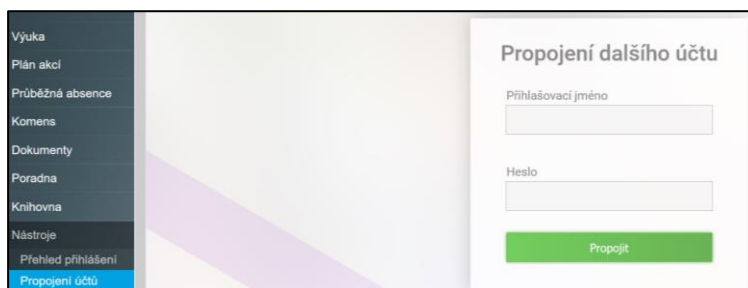 Výuka
Plán akcí
Průběžná absence
Komens
Dokumenty
Poradna
Knihovna
Nástroje
Přehled přihlášení
Propojení účtů
Propojení dalšího účtu
Přihlašovací jméno
Heslo
Propojit